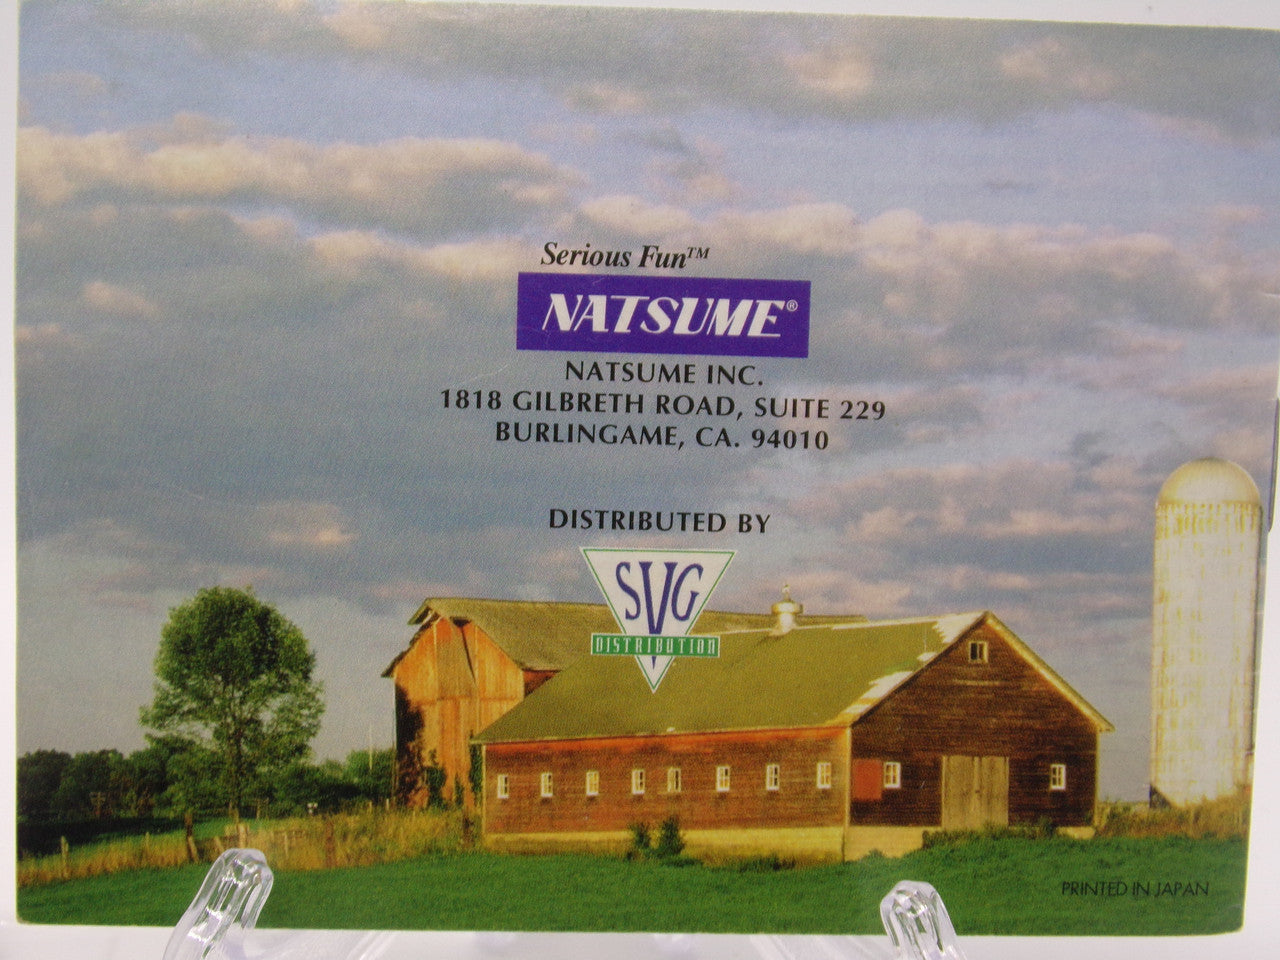 Serious Fun™
NATSUME®
NATSUME INC.
1818 GILBRETH ROAD, SUITE 229
BURLINGAME, CA. 94010
DISTRIBUTED BY
SVG
DISTRIBUTION
PRINTED IN JAPAN